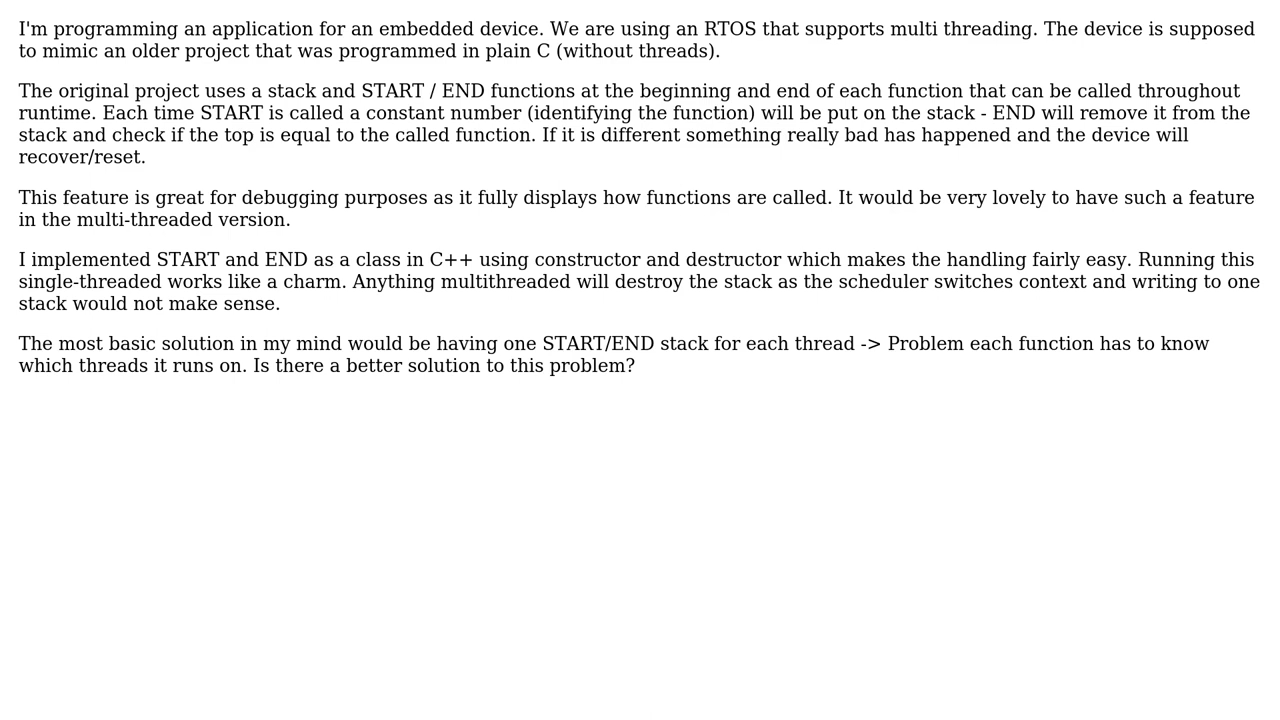 I'm programming an application for an embedded device. We are using an RTOS that supports multi threading. The device is supposed
to mimic an older project that was programmed in plain C (without threads).
The original project uses a stack and START / END functions at the beginning and end of each function that can be called throughout
runtime. Each time START is called a constant number (identifying the function) will be put on the stack - END will remove it from the
stack and check if the top is equal to the called function. If it is different something really bad has happened and the device will
recover/reset.
This feature is great for debugging purposes as it fully displays how functions are called. It would be very lovely to have such a feature
in the multi-threaded version.
I implemented START and END as a class in C++ using constructor and destructor which makes the handling fairly easy. Running this
single-threaded works like a charm. Anything multithreaded will destroy the stack as the scheduler switches context and writing to one
stack would not make sense.
The most basic solution in my mind would be having one START/END stack for each thread -> Problem each function has to know
which threads it runs on. Is there a better solution to this problem?